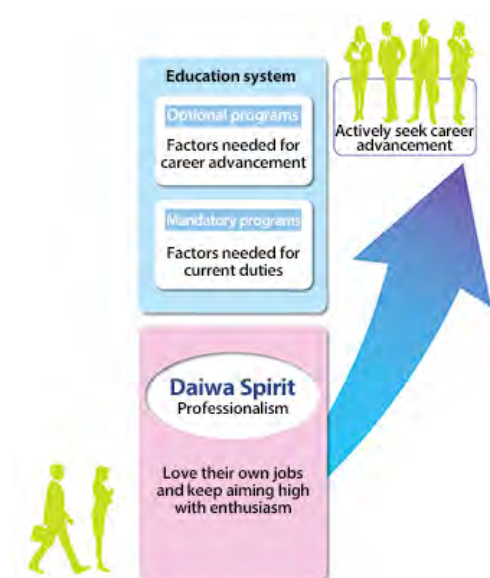 Education system
Optional programs
Factors needed for
career advancement
Mandatory programs
Factors needed for
current duties
Actively seek career
advancement
Daiwa Spirit
Professionalism
Love their own jobs
and keep aiming high
with enthusiasm